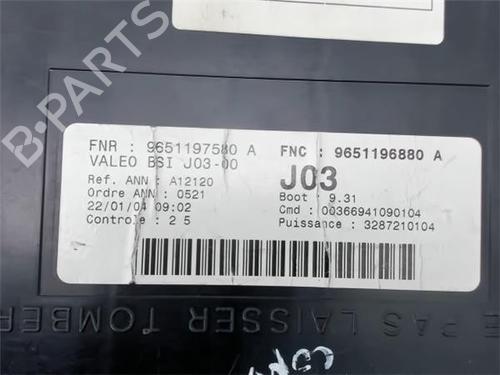 FNR : 9651197580 A
FNC : 9651196880 A
VALEO BSI J03-00
J03
Ref. ANN : A12120
Ordre ANN : 0521
Boot : 9.31
22/01/04 09:02
Cmd : 00366941090104
Controle : 2 5
Puissance : 3287210104
NE PAS LAISSER TOMBER
B-PARTS